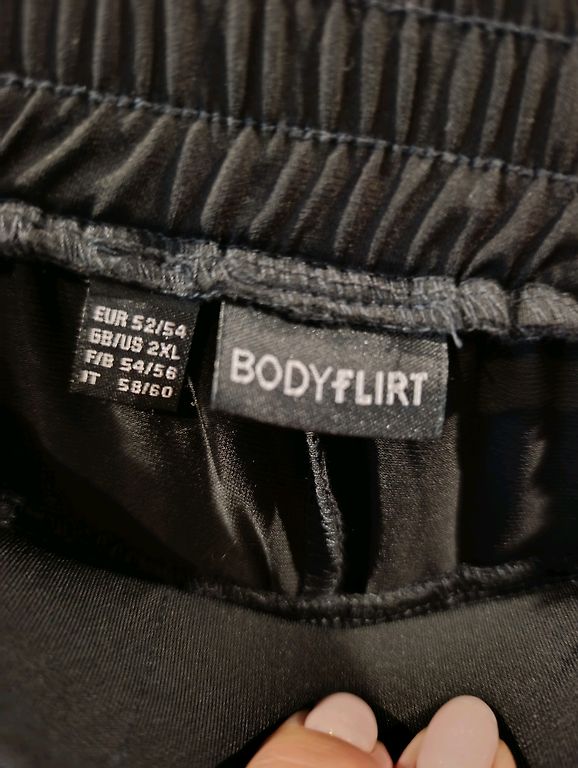 EUR 52/54
GB/US 2XL
F/B 54/56
IT 58/60
BODYFLIRT